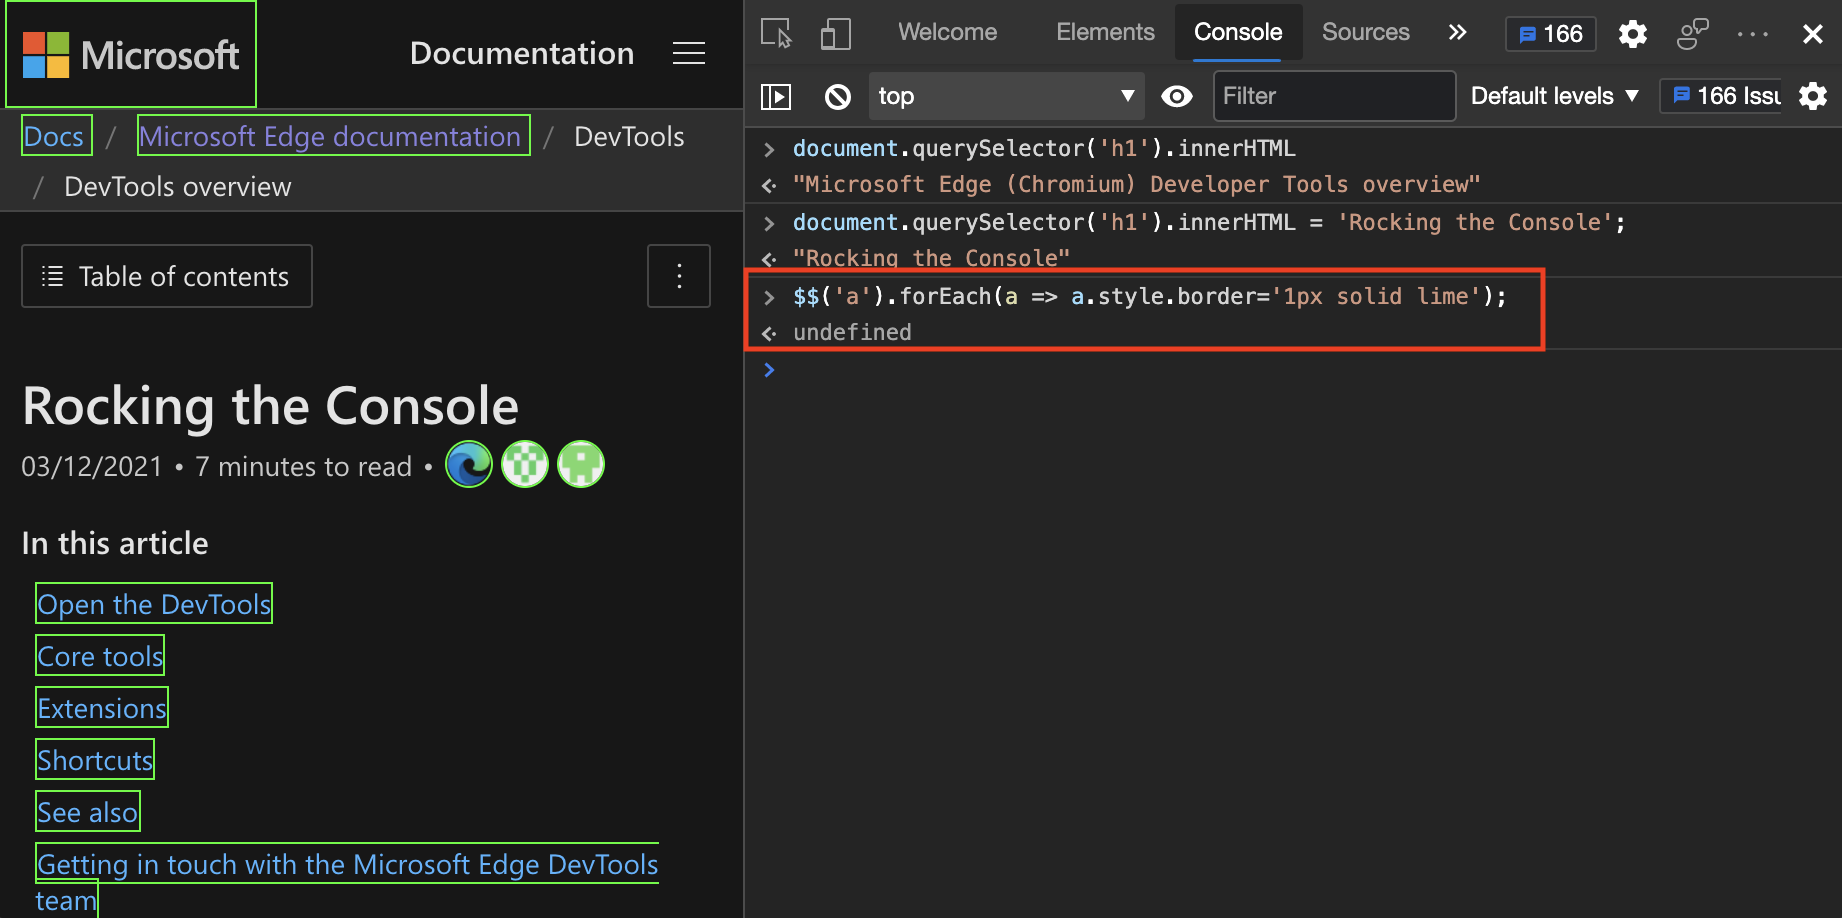 Microsoft
Documentation
Docs / Microsoft Edge documentation / DevTools
/ DevTools overview
Table of contents
Rocking the Console
03/12/2021 • 7 minutes to read •
In this article
Open the DevTools
Core tools
Extensions
Shortcuts
See also
Getting in touch with the Microsoft Edge DevTools
team
Welcome Elements Console Sources 166
top Filter Default levels 166 Issu
document.querySelector('h1').innerHTML
"Microsoft Edge (Chromium) Developer Tools overview"
document.querySelector('h1').innerHTML = 'Rocking the Console';
"Rocking the Console"
$$('a').forEach(a => a.style.border='1px solid lime');
undefined